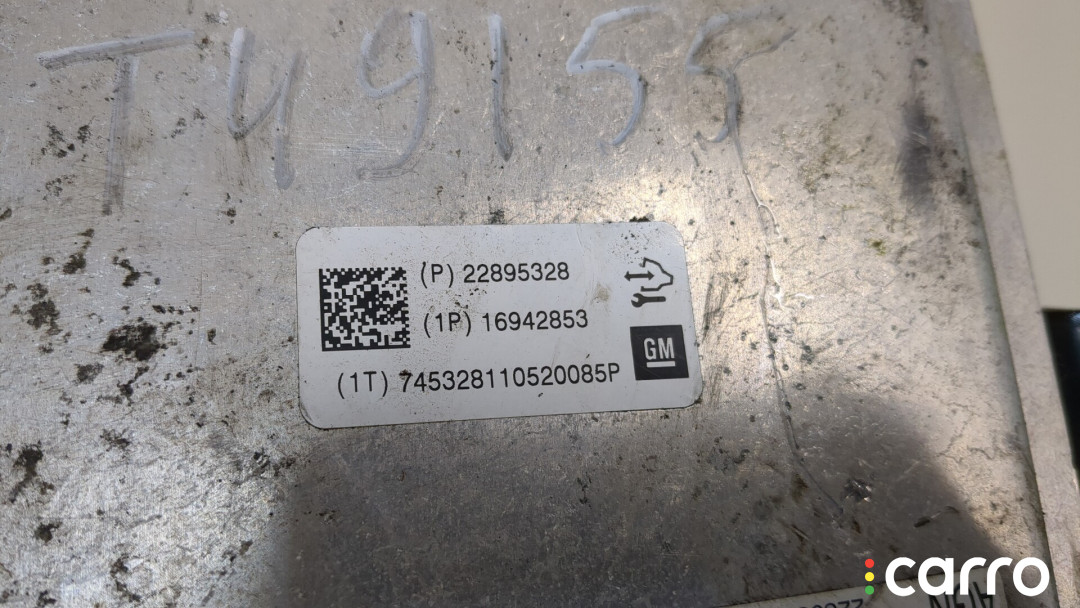 T49155
(P) 22895328
(1P) 16942853
GM
(1T) 745328110520085P
carro